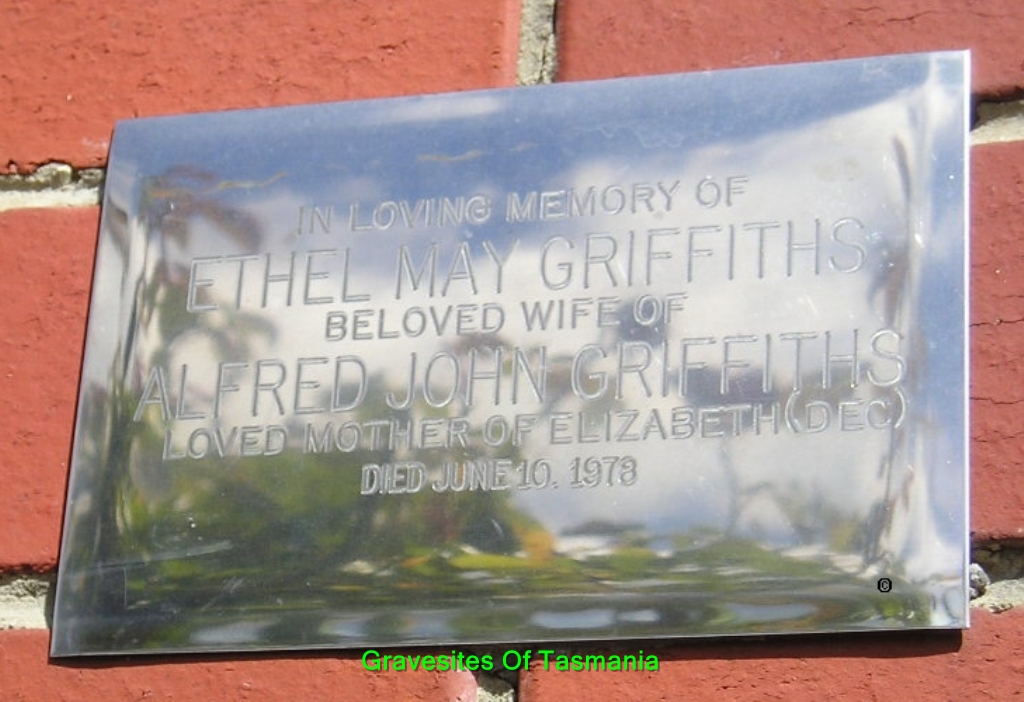 IN LOVING MEMORY OF
ETHEL MAY GRIFFITHS
BELOVED WIFE OF
ALFRED JOHN GRIFFITHS
LOVED MOTHER OF ELIZABETH (DEC)
DIED JUNE 10. 1978
©
Gravesites Of Tasmania